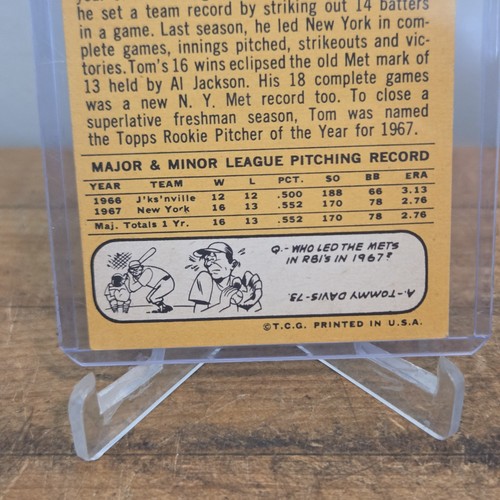 he set a team record by striking out 14 batters
in a game. Last season, he led New York in com-
plete games, innings pitched, strikeouts and vic-
tories. Tom's 16 wins eclipsed the old Met mark of
13 held by Al Jackson. His 18 complete games
was a new N. Y. Met record too. To close a
superlative freshman season, Tom was named
the Topps Rookie Pitcher of the Year for 1967.
MAJOR & MINOR LEAGUE PITCHING RECORD
YEAR TEAM W L PCT. SO BB ERA
1966 J'ks'nville 12 12 .500 188 66 3.13
1967 New York 16 13 .552 170 78 2.76
Maj. Totals 1 Yr. 16 13 .552 170 78 2.76
Q.-WHO LED THE METS
IN RBI'S IN 1967?
A.-TOMMY DAVIS-73.
©T.C.G. PRINTED IN U.S.A.